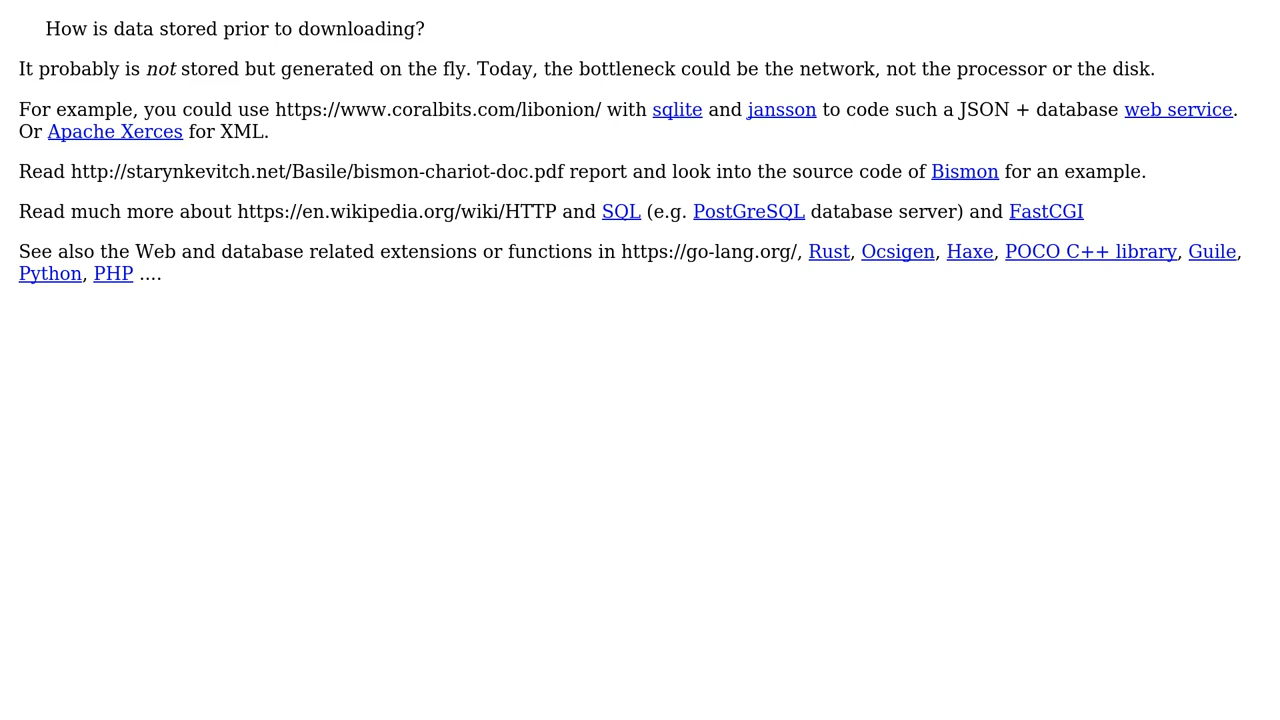 How is data stored prior to downloading?
It probably is not stored but generated on the fly. Today, the bottleneck could be the network, not the processor or the disk.
For example, you could use https://www.coralbits.com/libonion/ with sqlite and jansson to code such a JSON + database web service.
Or Apache Xerces for XML.
Read http://starynkevitch.net/Basile/bismon-chariot-doc.pdf report and look into the source code of Bismon for an example.
Read much more about https://en.wikipedia.org/wiki/HTTP and SQL (e.g. PostGreSQL database server) and FastCGI
See also the Web and database related extensions or functions in https://go-lang.org/, Rust, Ocsigen, Haxe, POCO C++ library, Guile,
Python, PHP ....